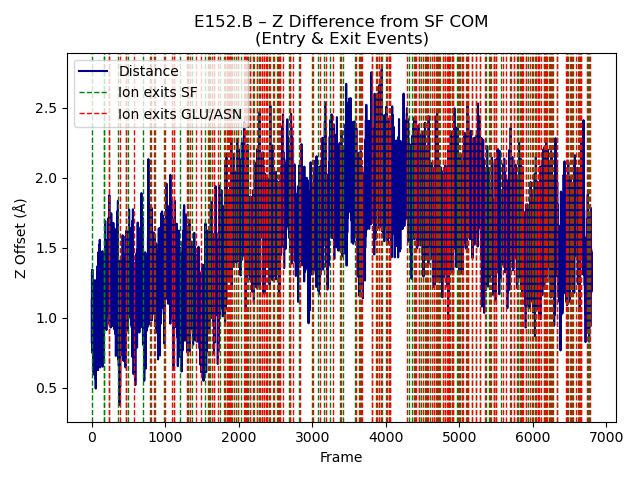 E152.B – Z Difference from SF COM
(Entry & Exit Events)
Distance
Ion exits SF
Ion exits GLU/ASN
Z Offset (Å)
2.5
2.0
1.5
1.0
0.5
0 1000 2000 3000 4000 5000 6000 7000
Frame